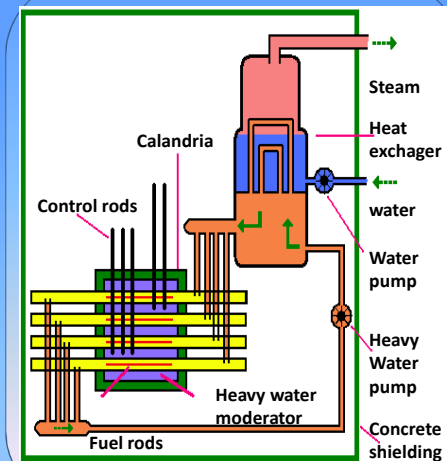 Steam
Heat
exchager
Calandria
Control rods
water
Water
pump
Heavy
Water
pump
Heavy water
moderator
Fuel rods
Concrete
shielding